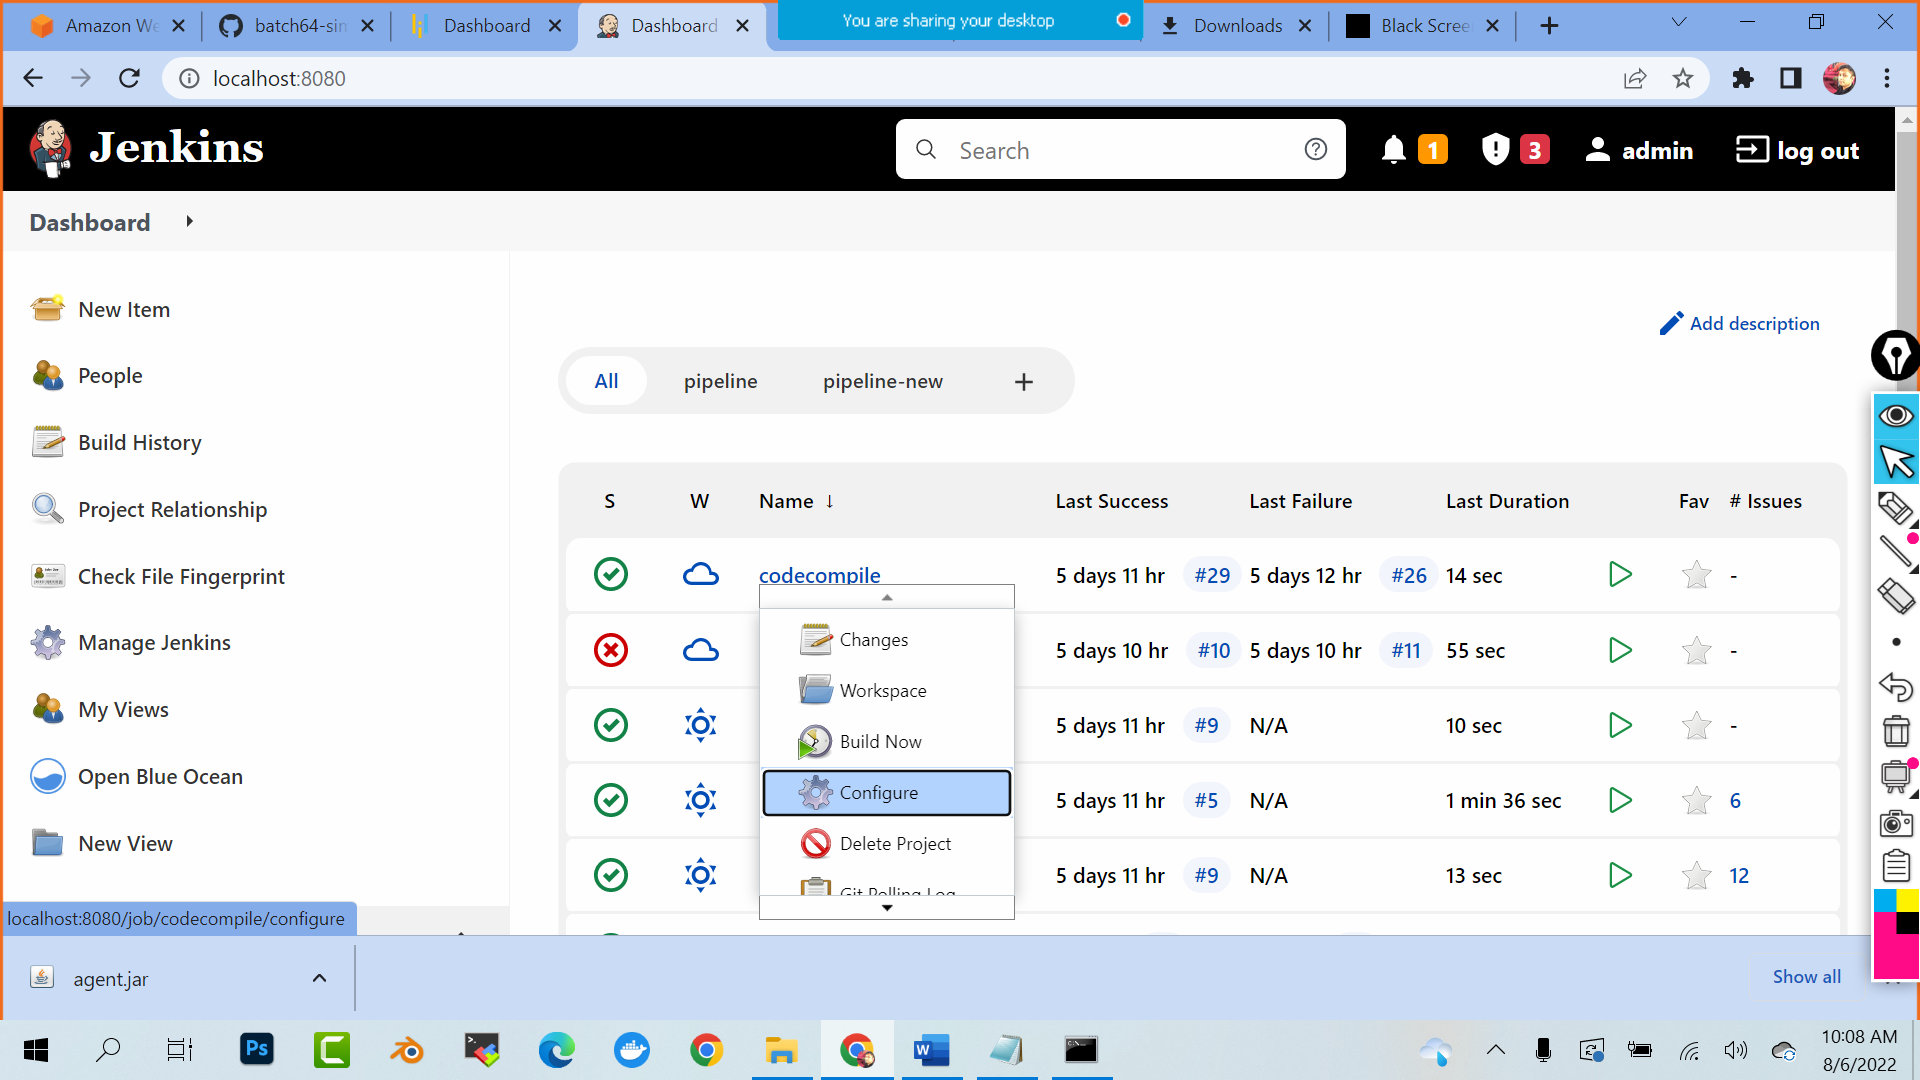 Amazon We
batch64-sim
Dashboard
Dashboard
You are sharing your desktop
Downloads
Black Scree
localhost:8080
Jenkins
Search
1
3
admin
log out
Dashboard
New Item
People
Build History
Project Relationship
Check File Fingerprint
Manage Jenkins
My Views
Open Blue Ocean
New View
Add description
All
pipeline
pipeline-new
+
S W Name ↓ Last Success Last Failure Last Duration Fav # Issues
codecompile 5 days 11 hr #29 5 days 12 hr #26 14 sec -
5 days 10 hr #10 5 days 10 hr #11 55 sec -
5 days 11 hr #9 N/A 10 sec -
5 days 11 hr #5 N/A 1 min 36 sec 6
5 days 11 hr #9 N/A 13 sec 12
Changes
Workspace
Build Now
Configure
Delete Project
Git Polling Log
localhost:8080/job/codecompile/configure
agent.jar
Show all
Ps
W
10:08 AM
8/6/2022